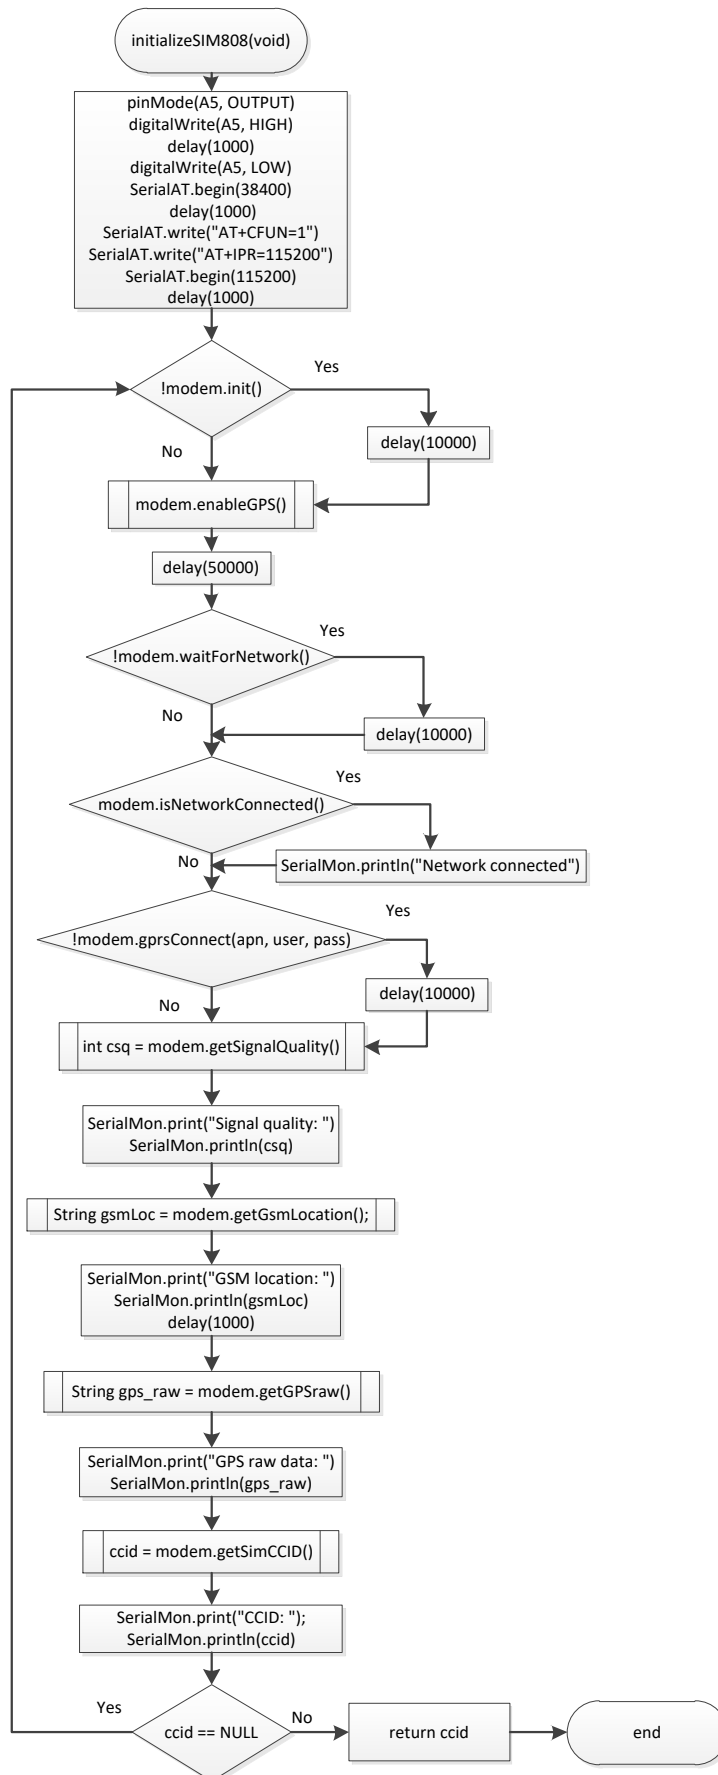 initializeSIM808(void)
pinMode(A5, OUTPUT)
digitalWrite(A5, HIGH)
delay(1000)
digitalWrite(A5, LOW)
SerialAT.begin(38400)
delay(1000)
SerialAT.write("AT+CFUN=1")
SerialAT.write("AT+IPR=115200")
SerialAT.begin(115200)
delay(1000)
Yes
!modem.init()
delay(10000)
No
modem.enableGPS()
delay(50000)
Yes
!modem.waitForNetwork()
No
delay(10000)
Yes
modem.isNetworkConnected()
No
SerialMon.println("Network connected")
Yes
!modem.gprsConnect(apn, user, pass)
delay(10000)
No
int csq = modem.getSignalQuality()
SerialMon.print("Signal quality: ")
SerialMon.println(csq)
String gsmLoc = modem.getGsmLocation();
SerialMon.print("GSM location: ")
SerialMon.println(gsmLoc)
delay(1000)
String gps_raw = modem.getGPSraw()
SerialMon.print("GPS raw data: ")
SerialMon.println(gps_raw)
ccid = modem.getSimCCID()
SerialMon.print("CCID: ");
SerialMon.println(ccid)
Yes
No
ccid == NULL
return ccid
end